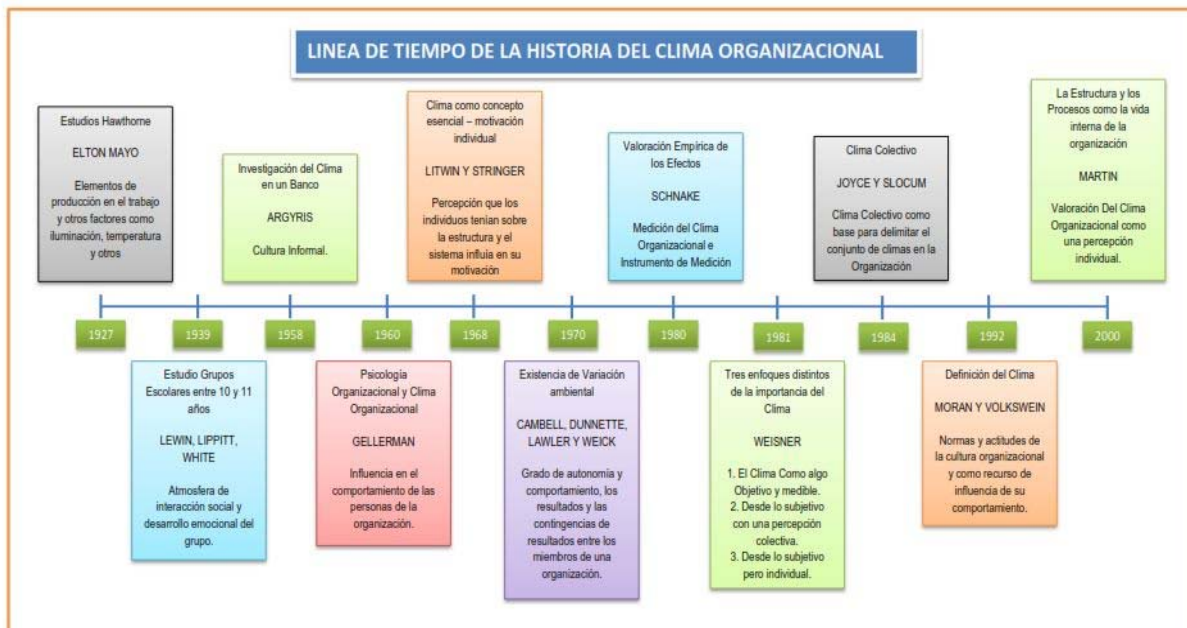 LINEA DE TIEMPO DE LA HISTORIA DEL CLIMA ORGANIZACIONAL
Estudios Hawthorne
ELTON MAYO
Elementos de
producción en el trabajo
y otros factores como
iluminación, temperatura
y otros
Investigación del Clima
en un Banco
ARGYRIS
Cultura Informal.
Clima como concepto
esencial – motivación
individual
LITWIN Y STRINGER
Percepción que los
individuos tenían sobre
la estructura y el
sistema influía en su
motivación
Valoración Empírica de
los Efectos
SCHNAKE
Medición del Clima
Organizacional e
Instrumento de Medición
Clima Colectivo
JOYCE Y SLOCUM
Clima Colectivo como
base para delimitar el
conjunto de climas en la
Organización
La Estructura y los
Procesos como la vida
interna de la
organización
MARTIN
Valoración Del Clima
Organizacional como
una percepción
individual.
1927
1939
1958
1960
1968
1970
1980
1981
1984
1992
2000
Estudio Grupos
Escolares entre 10 y 11
años
LEWIN, LIPPITT,
WHITE
Atmosfera de
interacción social y
desarrollo emocional del
grupo.
Psicología
Organizacional y Clima
Organizacional
GELLERMAN
Influencia en el
comportamiento de las
personas de la
organización.
Existencia de Variación
ambiental
CAMBELL, DUNNETTE,
LAWLER Y WEICK
Grado de autonomía y
comportamiento, los
resultados y las
contingencias de
resultados entre los
miembros de una
organización.
Tres enfoques distintos
de la importancia del
Clima
WEISNER
1. El Clima Como algo
Objetivo y medible.
2. Desde lo subjetivo
con una percepción
colectiva.
3. Desde lo subjetivo
pero individual.
Definición del Clima
MORAN Y VOLKSWEIN
Normas y actitudes de
la cultura organizacional
y como recurso de
influencia de su
comportamiento.